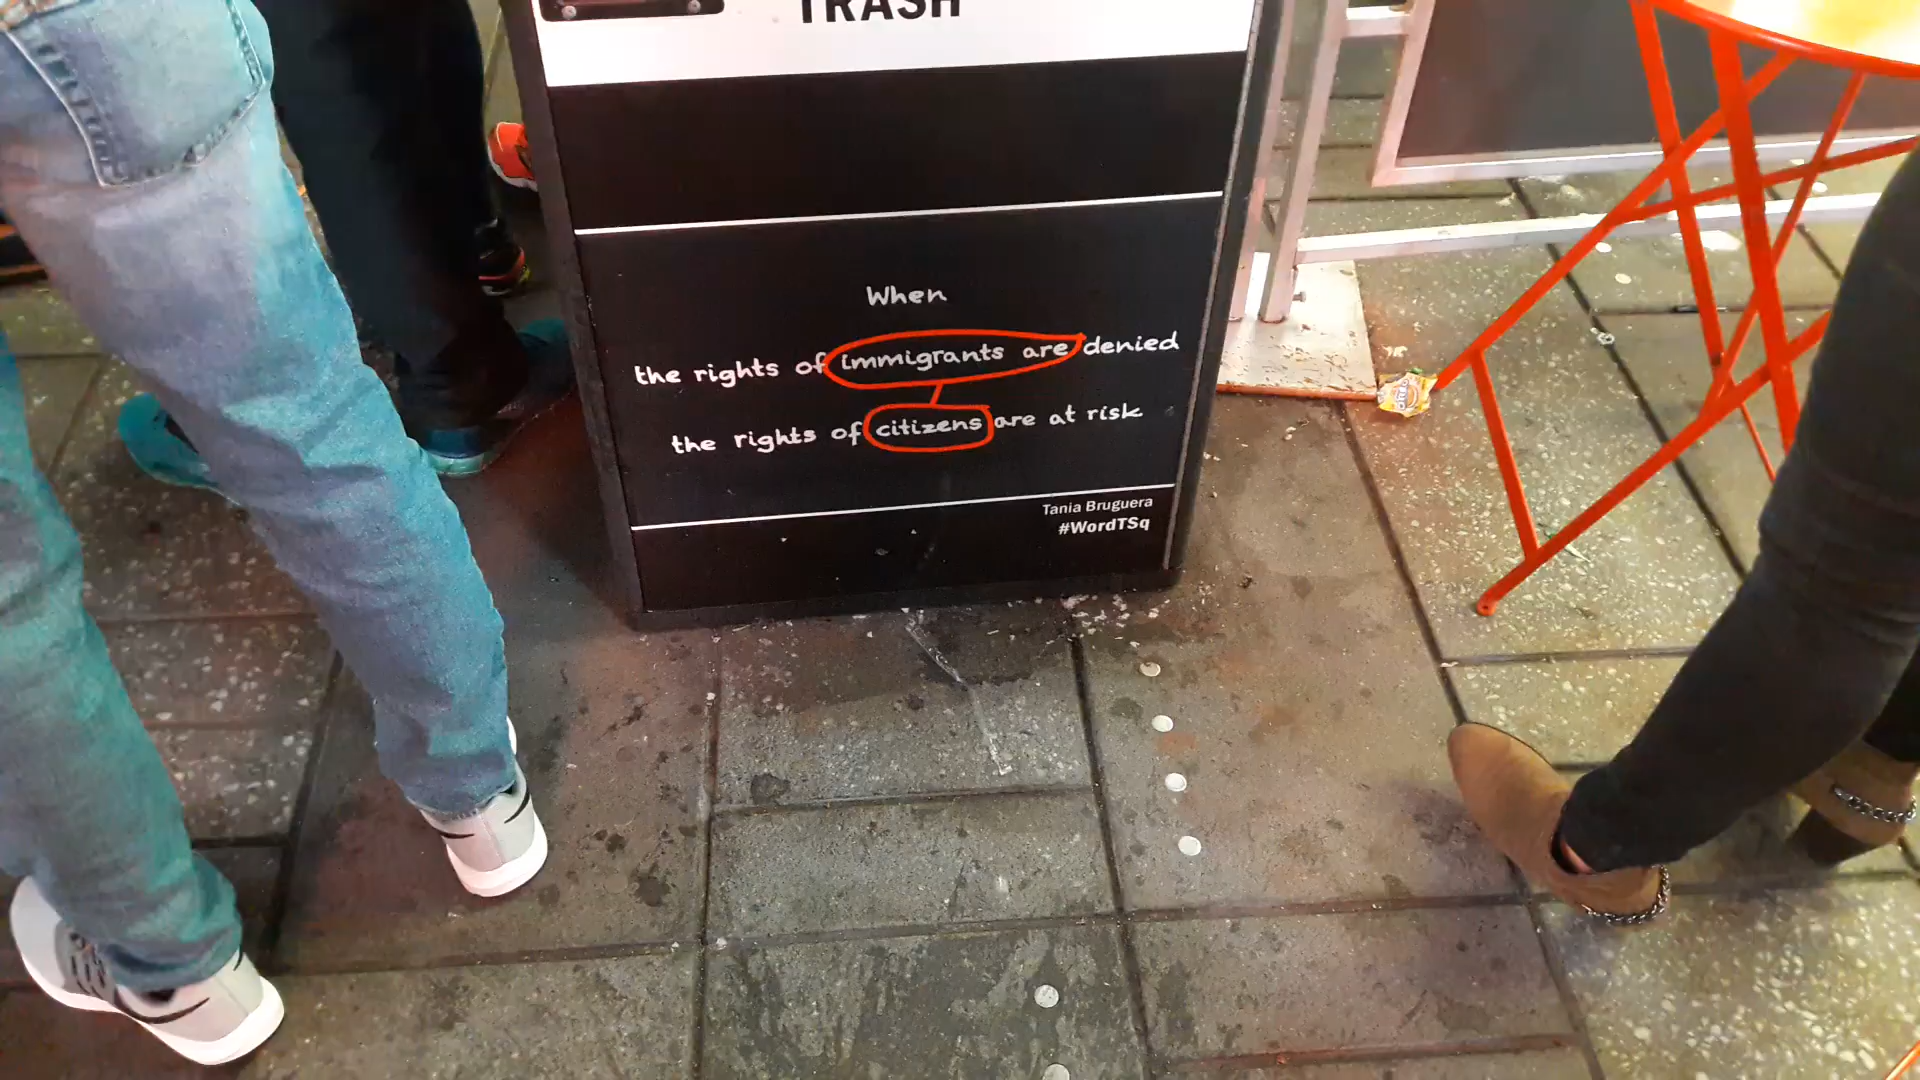 TRASH
When
the rights of immigrants are denied
the rights of citizens are at risk
Tania Bruguera
#WordTSq